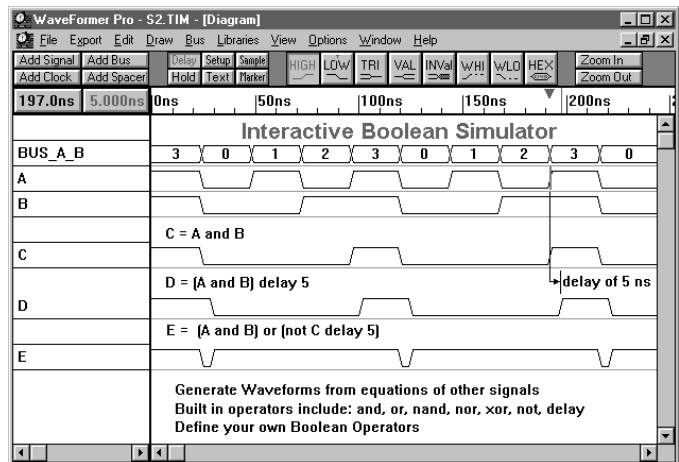 WaveFormer Pro - S2.TIM - [Diagram]
File Export Edit Draw Bus Libraries View Options Window Help
Add Signal Add Bus Delay Setup Sample HIGH LOW TRI VAL INVal WHI WLO HEX Zoom In
Add Clock Add Spacer Hold Text Marker Zoom Out
197.0ns 5.000ns 0ns 50ns 100ns 150ns 200ns
Interactive Boolean Simulator
BUS_A_B 3 0 1 2 3 0 1 2 3 0
A
B
C = A and B
C
D = (A and B) delay 5 delay of 5 ns
D
E = (A and B) or (not C delay 5)
E
Generate Waveforms from equations of other signals
Built in operators include: and, or, nand, nor, xor, not, delay
Define your own Boolean Operators